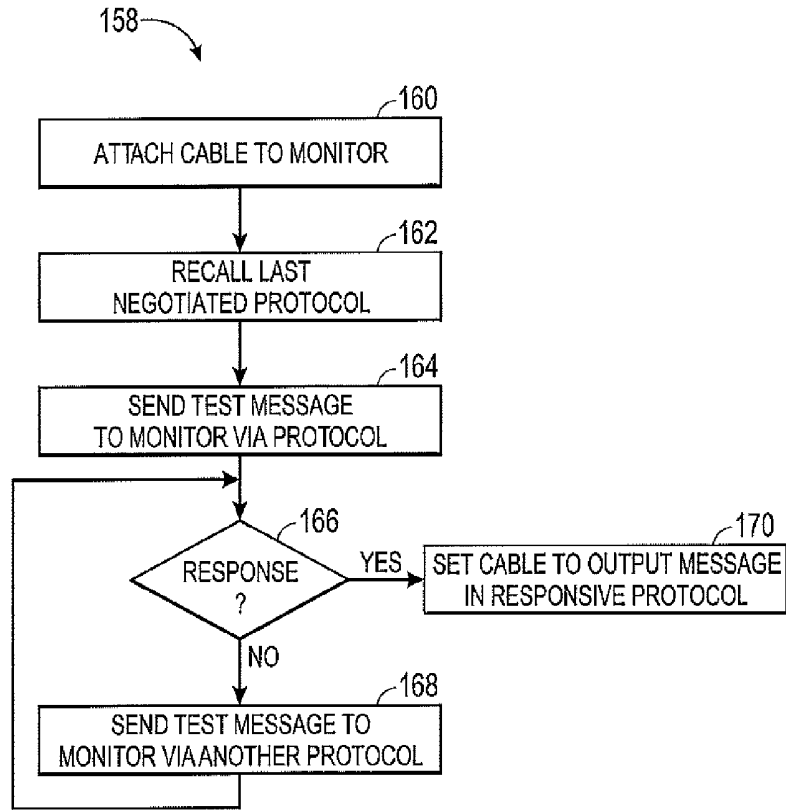 158
160
ATTACH CABLE TO MONITOR
162
RECALL LAST
NEGOTIATED PROTOCOL
164
SEND TEST MESSAGE
TO MONITOR VIA PROTOCOL
166
RESPONSE
?
YES
170
SET CABLE TO OUTPUT MESSAGE
IN RESPONSIVE PROTOCOL
NO
168
SEND TEST MESSAGE TO
MONITOR VIA ANOTHER PROTOCOL